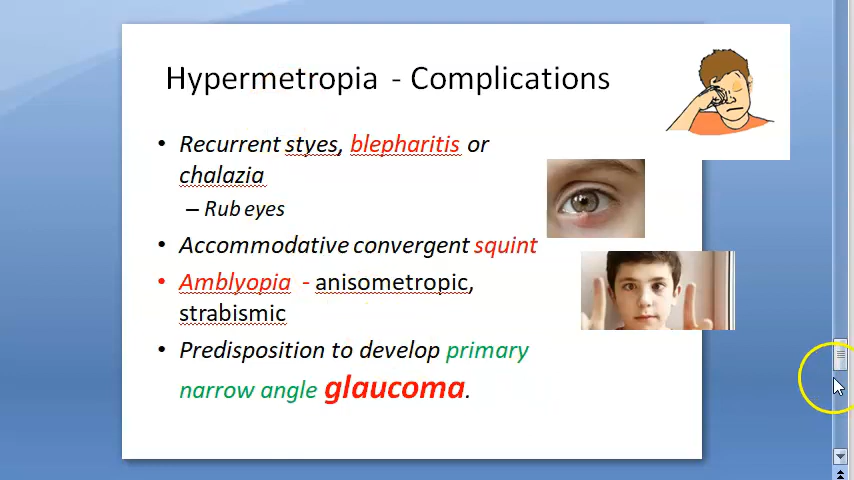 Hypermetropia - Complications
• Recurrent styes, blepharitis or
chalazia
– Rub eyes
• Accommodative convergent squint
• Amblyopia - anisometropic,
strabismic
• Predisposition to develop primary
narrow angle glaucoma.